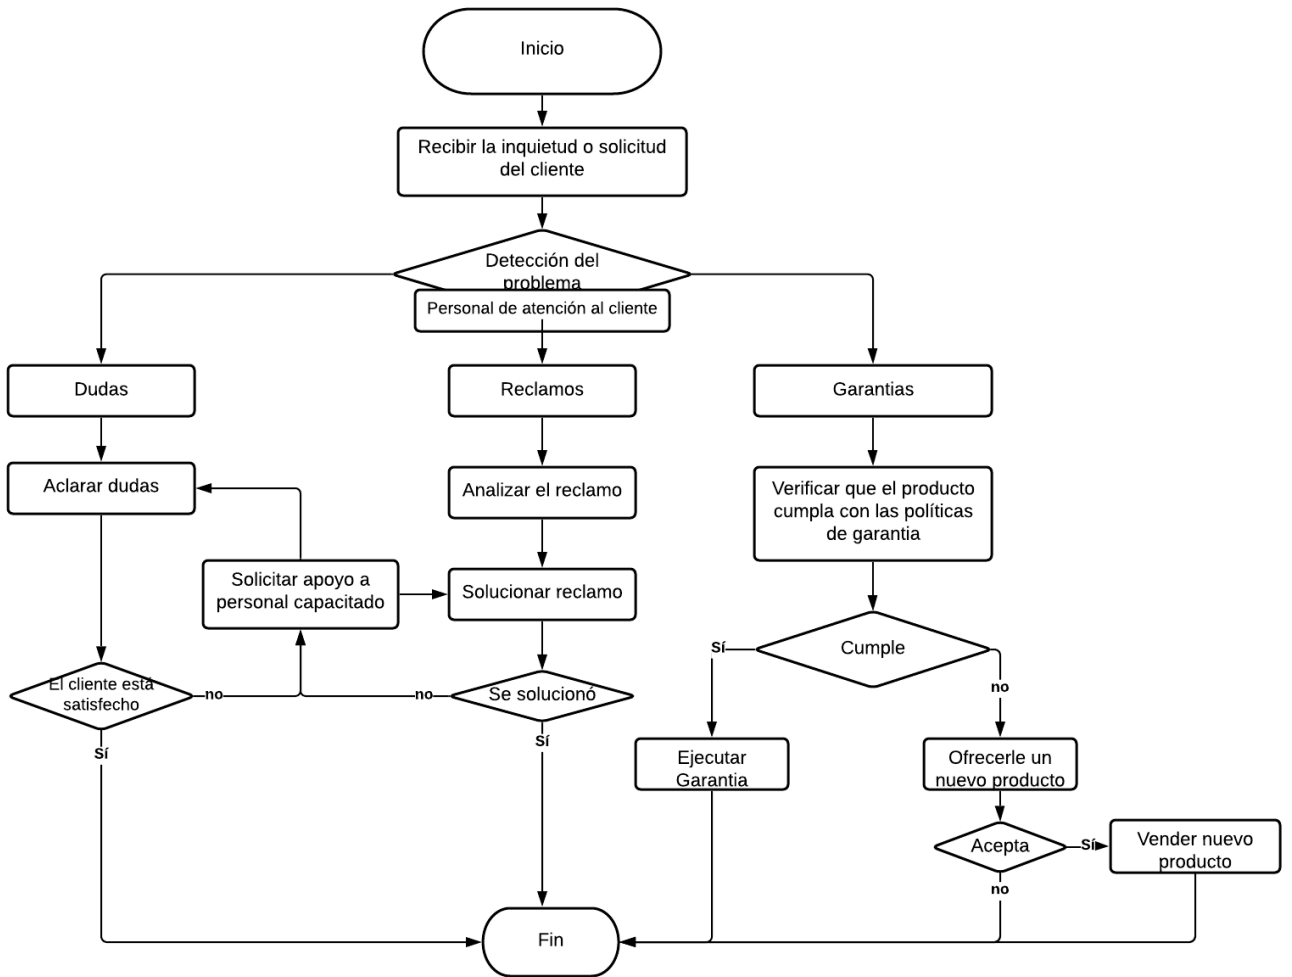 Inicio
Recibir la inquietud o solicitud
del cliente
Detección del
problema
Personal de atención al cliente
Dudas
Reclamos
Garantias
Aclarar dudas
Analizar el reclamo
Verificar que el producto
cumpla con las políticas
de garantia
Solicitar apoyo a
personal capacitado
Solucionar reclamo
Cumple
Sí
no
El cliente está
satisfecho
no
no
Se solucionó
Sí
Sí
Ejecutar
Garantia
Ofrecerle un
nuevo producto
Acepta
Sí
Vender nuevo
producto
no
Fin